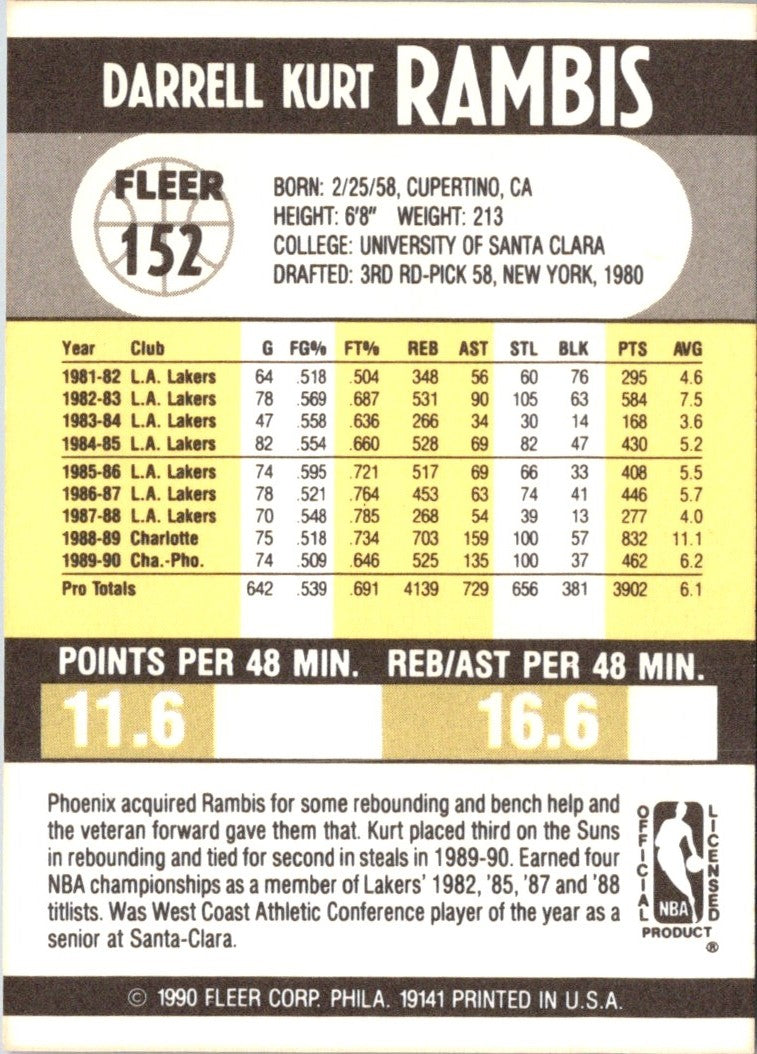 DARRELL KURT RAMBIS
FLEER
152
BORN: 2/25/58, CUPERTINO, CA
HEIGHT: 6'8" WEIGHT: 213
COLLEGE: UNIVERSITY OF SANTA CLARA
DRAFTED: 3RD RD-PICK 58, NEW YORK, 1980
Year Club G FG% FT% REB AST STL BLK PTS AVG
1981-82 L.A. Lakers 64 .518 .504 348 56 60 76 295 4.6
1982-83 L.A. Lakers 78 .569 .687 531 90 105 63 584 7.5
1983-84 L.A. Lakers 47 .558 .636 266 34 30 14 168 3.6
1984-85 L.A. Lakers 82 .554 .660 528 69 82 47 430 5.2
1985-86 L.A. Lakers 74 .595 .721 517 69 66 33 408 5.5
1986-87 L.A. Lakers 78 .521 .764 453 63 74 41 446 5.7
1987-88 L.A. Lakers 70 .548 .785 268 54 39 13 277 4.0
1988-89 Charlotte 75 .518 .734 703 159 100 57 832 11.1
1989-90 Cha.-Pho. 74 .509 .646 525 135 100 37 462 6.2
Pro Totals 642 .539 .691 4139 729 656 381 3902 6.1
POINTS PER 48 MIN. REB/AST PER 48 MIN.
11.6 16.6
Phoenix acquired Rambis for some rebounding and bench help and
the veteran forward gave them that. Kurt placed third on the Suns
in rebounding and tied for second in steals in 1989-90. Earned four
NBA championships as a member of Lakers' 1982, '85, '87 and '88
titlists. Was West Coast Athletic Conference player of the year as a
senior at Santa-Clara.
OFFICIAL
NBA
LICENSED
PRODUCT
®
© 1990 FLEER CORP. PHILA. 19141 PRINTED IN U.S.A.